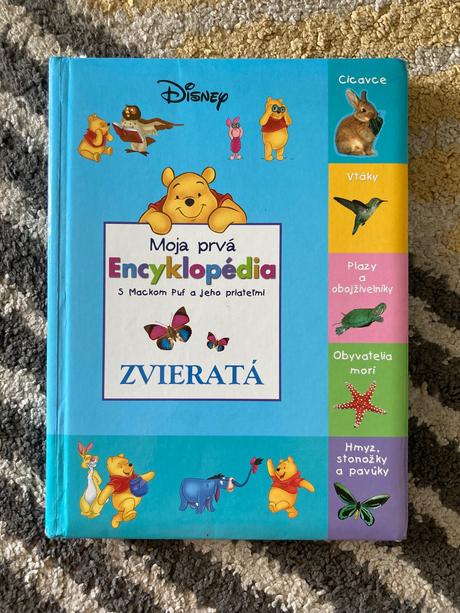 Disney
Moja prvá
Encyklopédia
S Mackom Puf a jeho priateľmi
ZVIERATÁ
Cicavce
Vtáky
Plazy
a
obojživelníky
Obyvatelia
morí
Hmyz,
stonožky
a pavúky